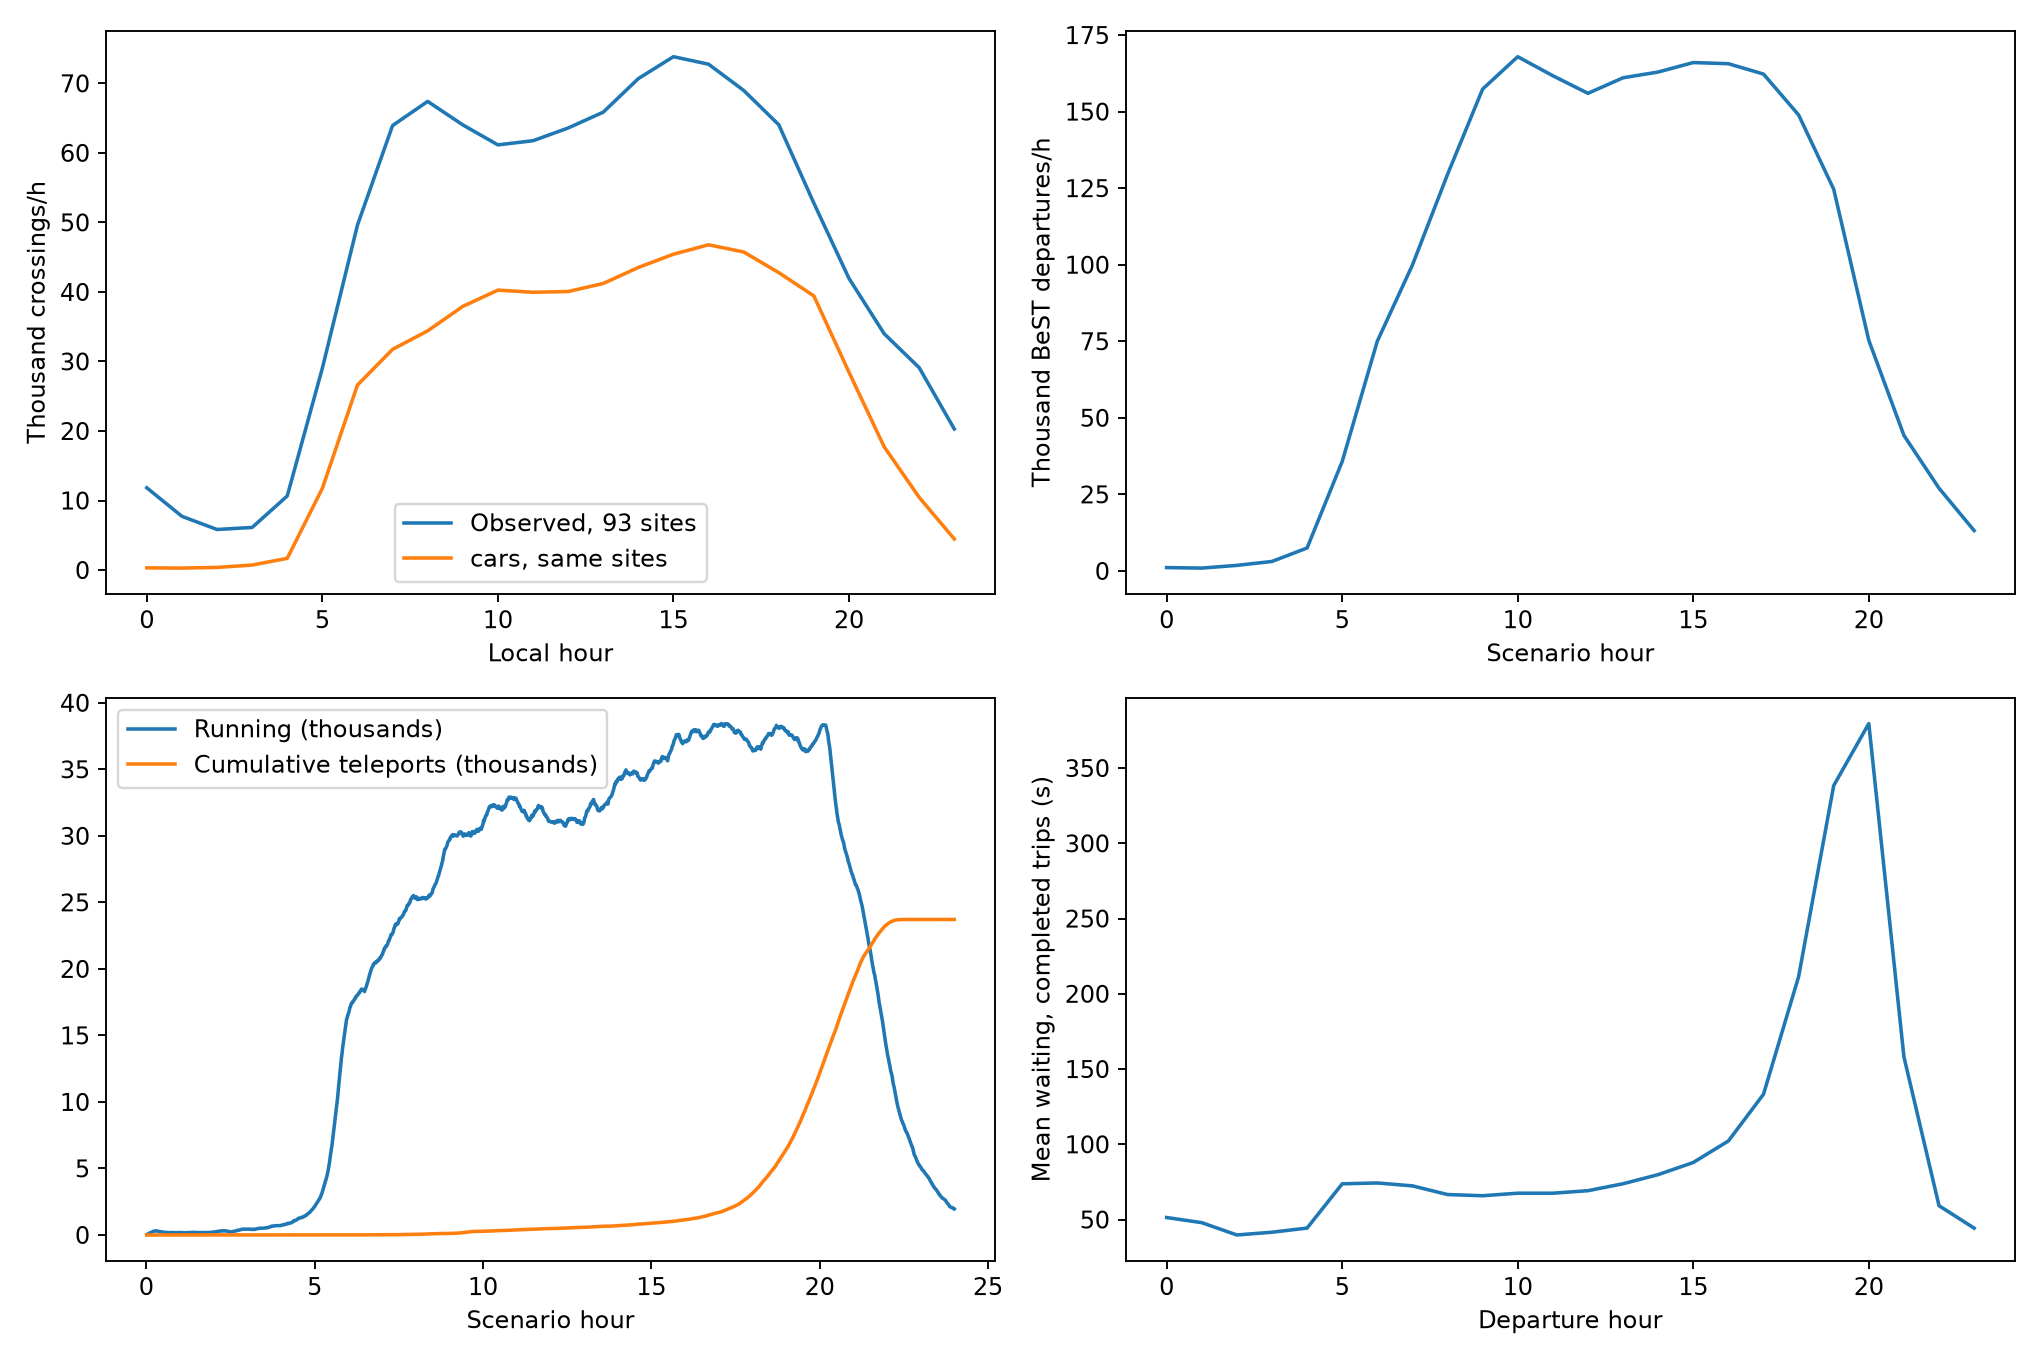 Thousand crossings/h
70
60
50
40
30
20
10
0
Observed, 93 sites
cars, same sites
0 5 10 15 20
Local hour
Thousand BeST departures/h
175
150
125
100
75
50
25
0
0 5 10 15 20
Scenario hour
40
35
30
25
20
15
10
5
0
Running (thousands)
Cumulative teleports (thousands)
0 5 10 15 20 25
Scenario hour
Mean waiting, completed trips (s)
350
300
250
200
150
100
50
0 5 10 15 20
Departure hour